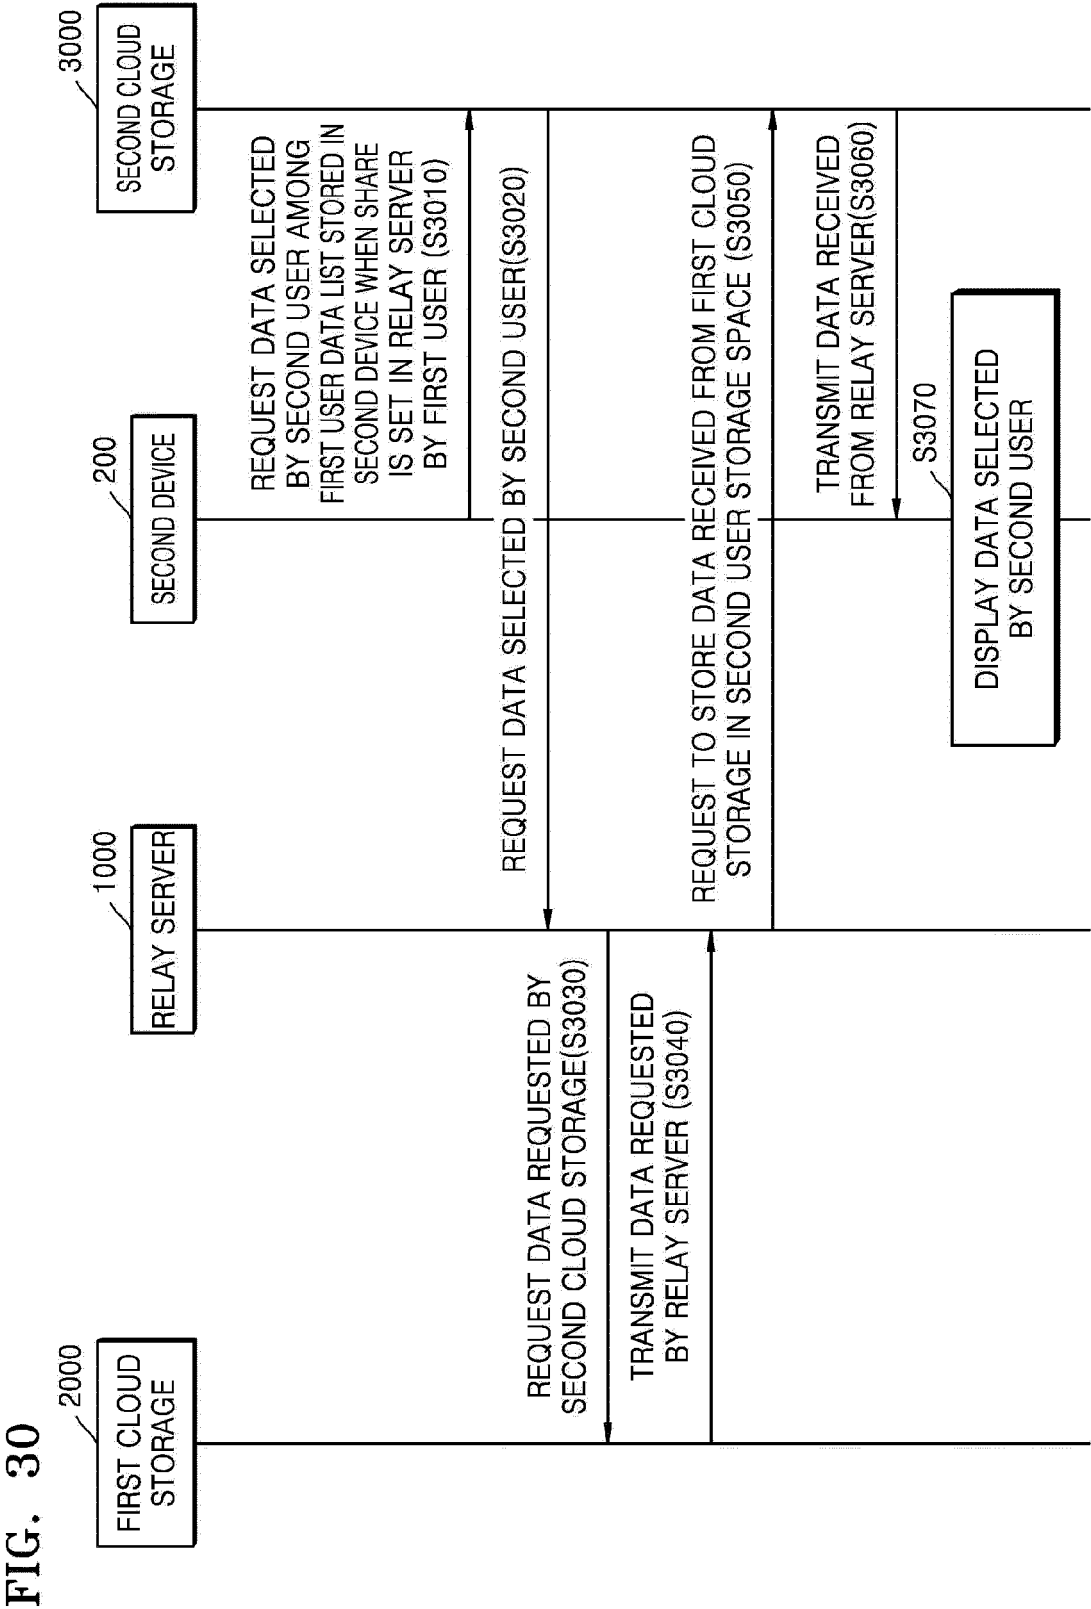 FIG. 30
2000
FIRST CLOUD
STORAGE
1000
RELAY SERVER
200
SECOND DEVICE
3000
SECOND CLOUD
STORAGE
REQUEST DATA SELECTED
BY SECOND USER AMONG
FIRST USER DATA LIST STORED IN
SECOND DEVICE WHEN SHARE
IS SET IN RELAY SERVER
BY FIRST USER (S3010)
REQUEST DATA SELECTED BY SECOND USER(S3020)
REQUEST DATA REQUESTED BY
SECOND CLOUD STORAGE(S3030)
TRANSMIT DATA REQUESTED
BY RELAY SERVER (S3040)
REQUEST TO STORE DATA RECEIVED FROM FIRST CLOUD
STORAGE IN SECOND USER STORAGE SPACE (S3050)
TRANSMIT DATA RECEIVED
FROM RELAY SERVER(S3060)
S3070
DISPLAY DATA SELECTED
BY SECOND USER